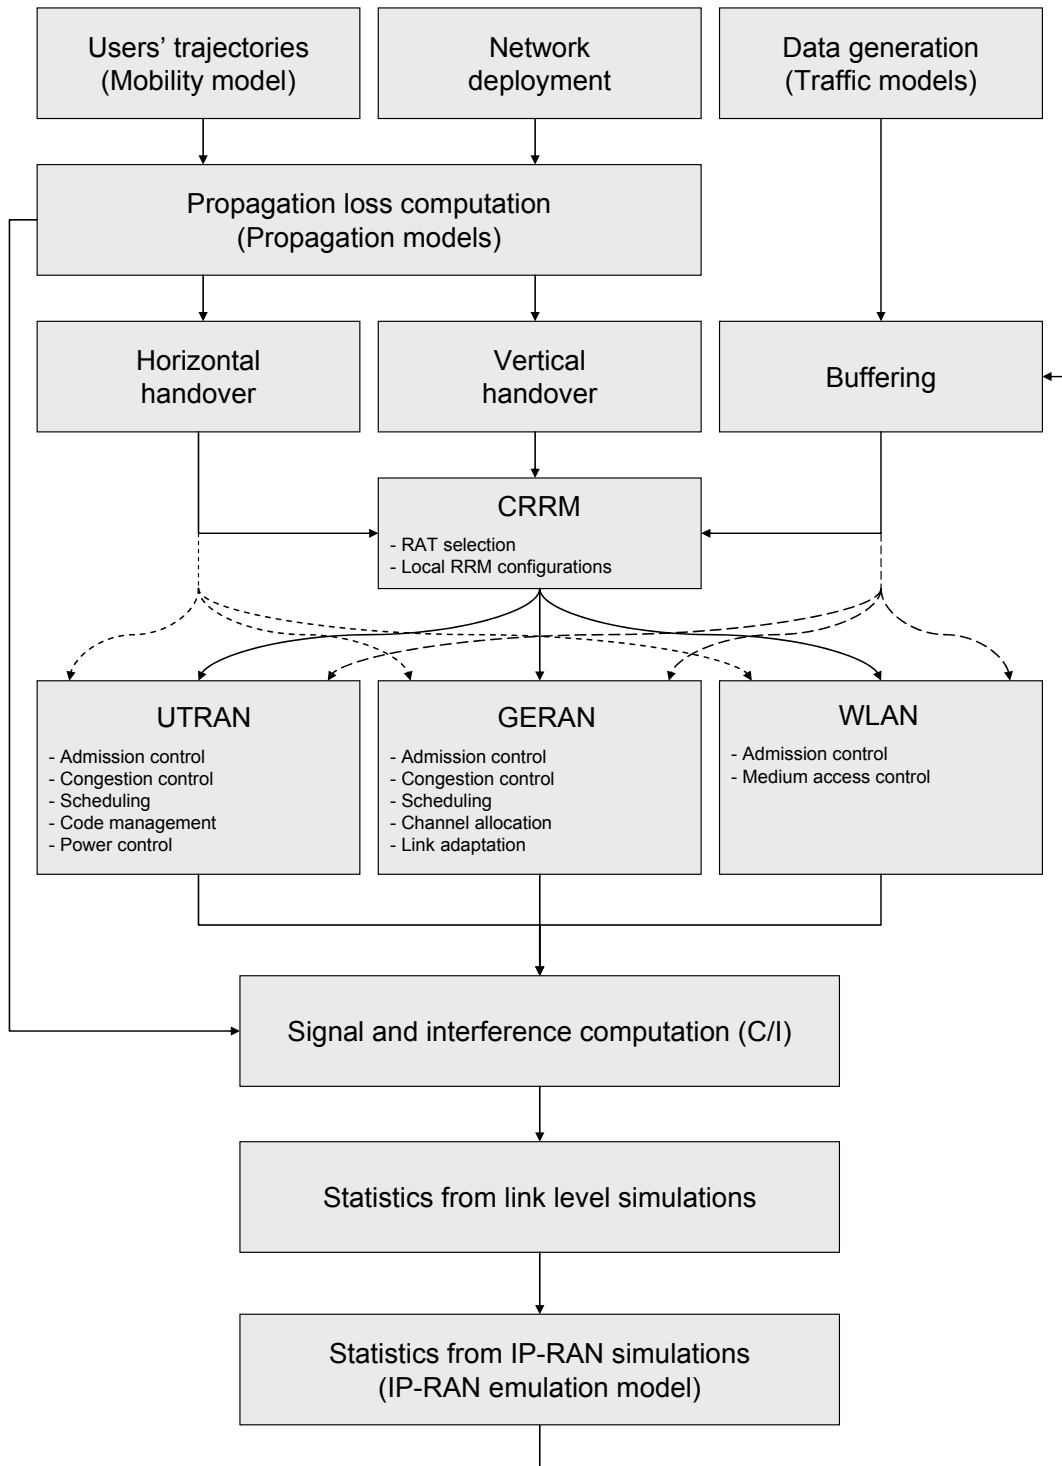 Users’ trajectories
(Mobility model)
Network
deployment
Data generation
(Traffic models)
Propagation loss computation
(Propagation models)
Horizontal
handover
Vertical
handover
Buffering
CRRM
- RAT selection
- Local RRM configurations
UTRAN
- Admission control
- Congestion control
- Scheduling
- Code management
- Power control
GERAN
- Admission control
- Congestion control
- Scheduling
- Channel allocation
- Link adaptation
WLAN
- Admission control
- Medium access control
Signal and interference computation (C/I)
Statistics from link level simulations
Statistics from IP-RAN simulations
(IP-RAN emulation model)